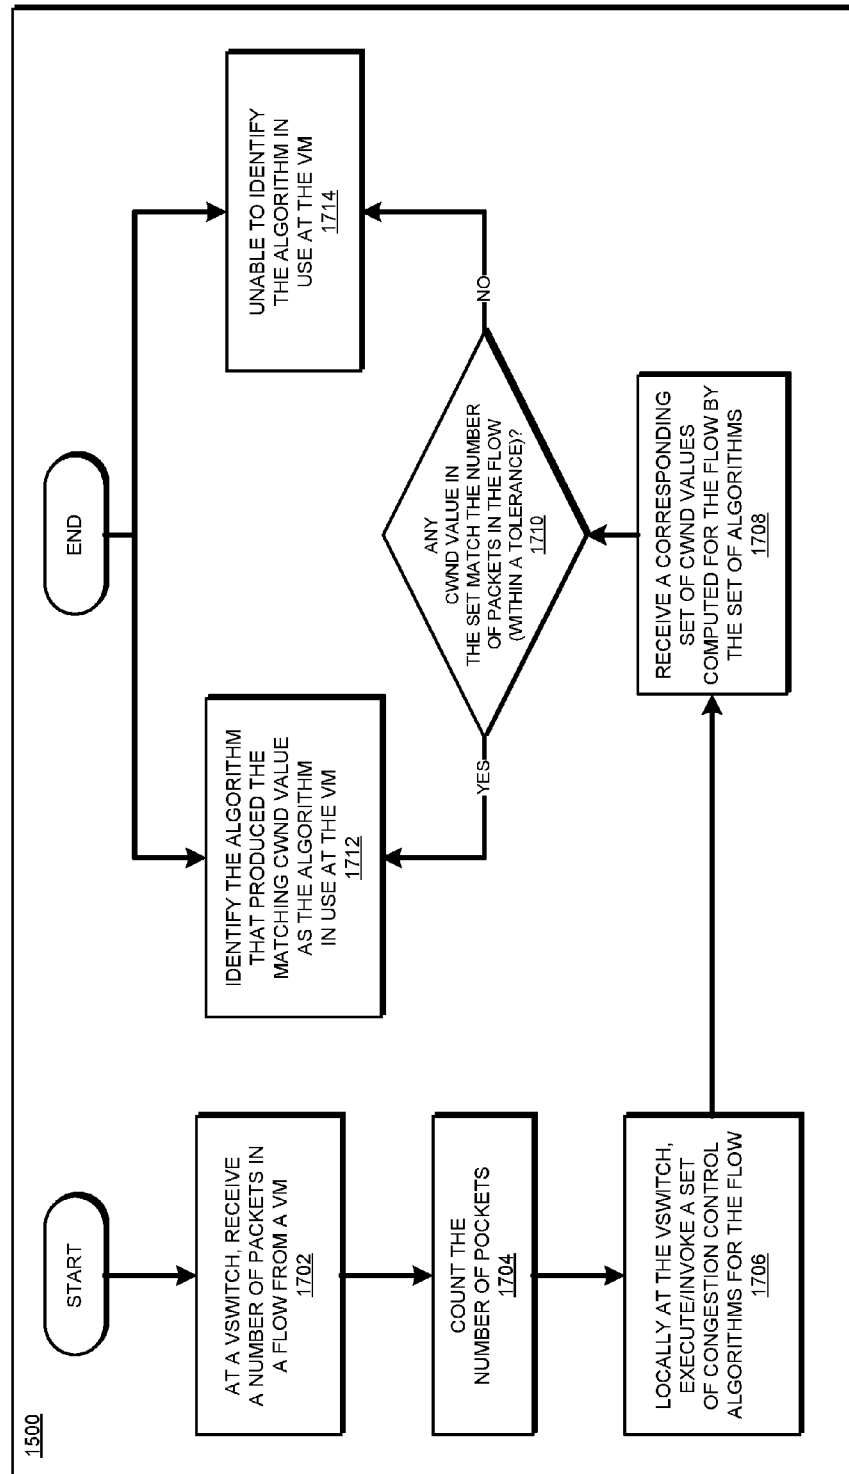 1500
START
AT A VSWITCH, RECEIVE
A NUMBER OF PACKETS IN
A FLOW FROM A VM
1702
COUNT THE
NUMBER OF POCKETS
1704
LOCALLY AT THE VSWITCH,
EXECUTE/INVOKE A SET
OF CONGESTION CONTROL
ALGORITHMS FOR THE FLOW
1706
RECEIVE A CORRESPONDING
SET OF CWND VALUES
COMPUTED FOR THE FLOW BY
THE SET OF ALGORITHMS
1708
ANY
CWND VALUE IN
THE SET MATCH THE NUMBER
OF PACKETS IN THE FLOW
(WITHIN A TOLERANCE)?
1710
YES
NO
IDENTIFY THE ALGORITHM
THAT PRODUCED THE
MATCHING CWND VALUE
AS THE ALGORITHM
IN USE AT THE VM
1712
UNABLE TO IDENTIFY
THE ALGORITHM IN
USE AT THE VM
1714
END